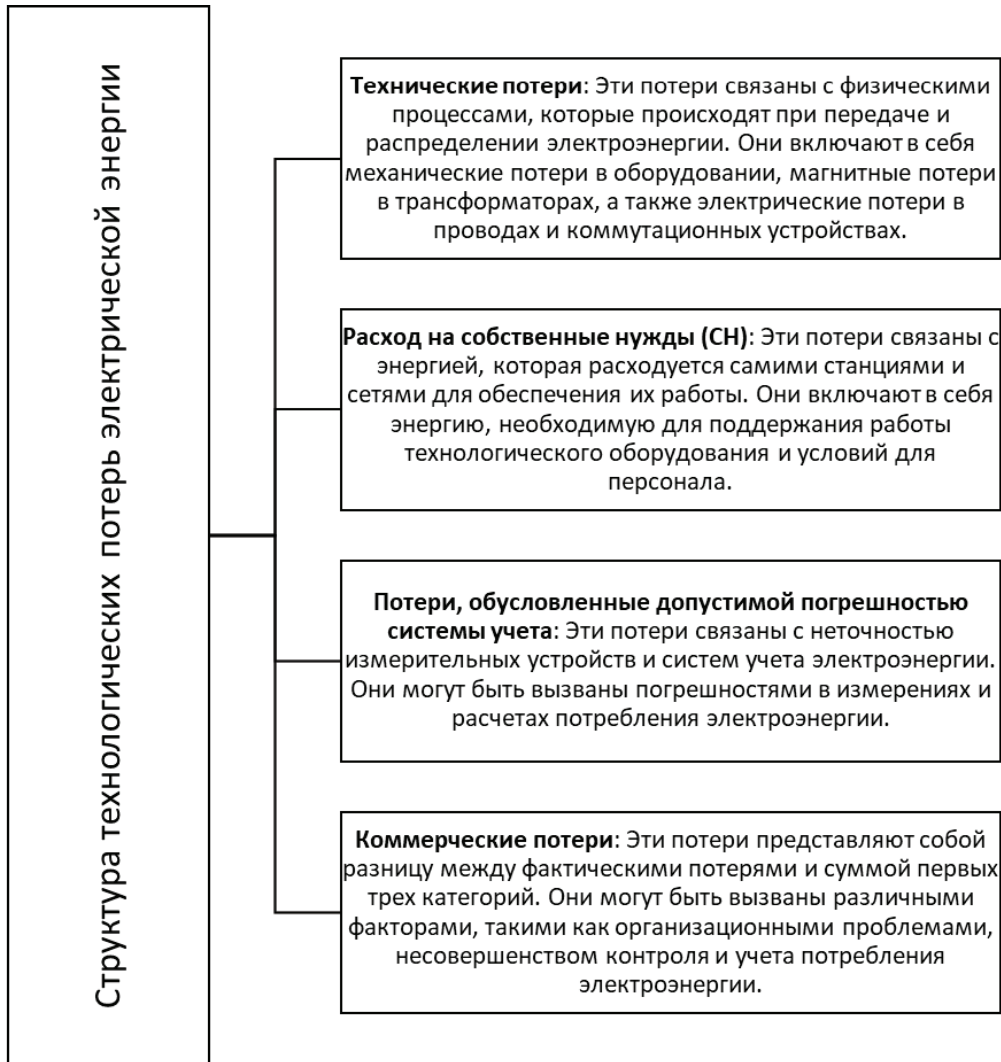 Структура технологических потерь электрической энергии
Технические потери: Эти потери связаны с физическими
процессами, которые происходят при передаче и
распределении электроэнергии. Они включают в себя
механические потери в оборудовании, магнитные потери
в трансформаторах, а также электрические потери в
проводах и коммутационных устройствах.
Расход на собственные нужды (СН): Эти потери связаны с
энергией, которая расходуется самими станциями и
сетями для обеспечения их работы. Они включают в себя
энергию, необходимую для поддержания работы
технологического оборудования и условий для
персонала.
Потери, обусловленные допустимой погрешностью
системы учета: Эти потери связаны с неточностью
измерительных устройств и систем учета электроэнергии.
Они могут быть вызваны погрешностями в измерениях и
расчетах потребления электроэнергии.
Коммерческие потери: Эти потери представляют собой
разницу между фактическими потерями и суммой первых
трех категорий. Они могут быть вызваны различными
факторами, такими как организационными проблемами,
несовершенством контроля и учета потребления
электроэнергии.